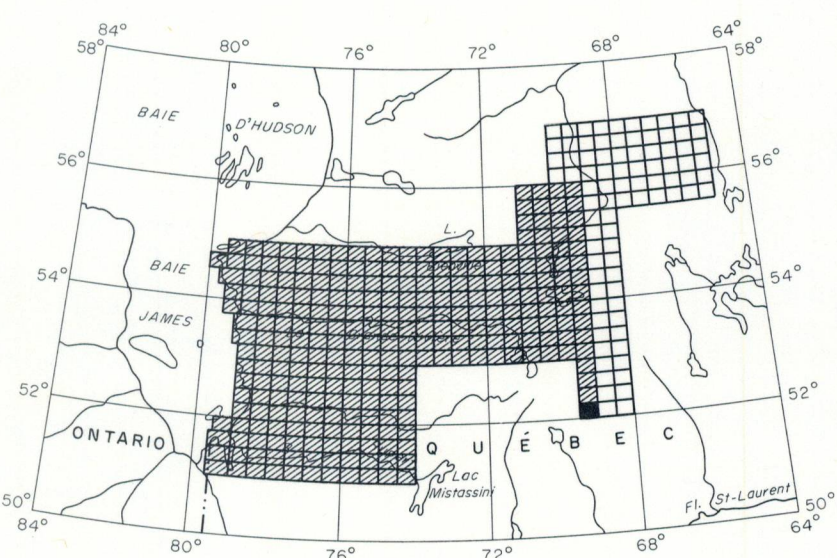 84°
80°
76°
72°
68°
64°
58°
58°
BAIE
D'HUDSON
56°
56°
L.
BAIE
54°
54°
JAMES
52°
52°
ONTARIO
QUÉBEC
Lac
Mistassini
Fl. St-Laurent
50°
50°
84°
80°
76°
72°
68°
64°